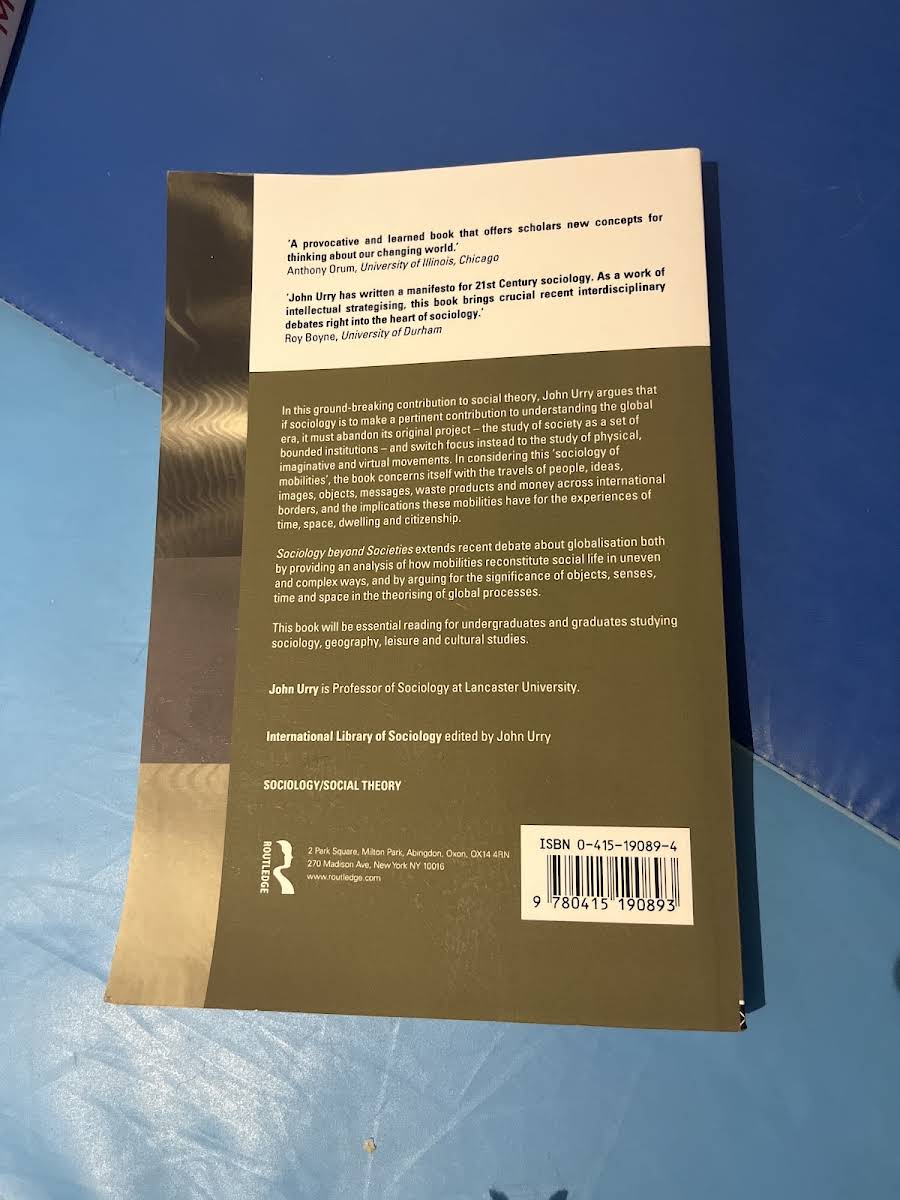 'A provocative and learned book that offers scholars new concepts for
thinking about our changing world.'
Anthony Orum, University of Illinois, Chicago
'John Urry has written a manifesto for 21st Century sociology. As a work of
intellectual strategising, this book brings crucial recent interdisciplinary
debates right into the heart of sociology.'
Roy Boyne, University of Durham
In this ground-breaking contribution to social theory, John Urry argues that
if sociology is to make a pertinent contribution to understanding the global
era, it must abandon its original project – the study of society as a set of
bounded institutions – and switch focus instead to the study of physical,
imaginative and virtual movements. In considering this 'sociology of
mobilities', the book concerns itself with the travels of people, ideas,
images, objects, messages, waste products and money across international
borders, and the implications these mobilities have for the experiences of
time, space, dwelling and citizenship.
Sociology beyond Societies extends recent debate about globalisation both
by providing an analysis of how mobilities reconstitute social life in uneven
and complex ways, and by arguing for the significance of objects, senses,
time and space in the theorising of global processes.
This book will be essential reading for undergraduates and graduates studying
sociology, geography, leisure and cultural studies.
John Urry is Professor of Sociology at Lancaster University.
International Library of Sociology edited by John Urry
SOCIOLOGY/SOCIAL THEORY
ROUTLEDGE
2 Park Square, Milton Park, Abingdon, Oxon, OX14 4RN
270 Madison Ave, New York NY 10016
www.routledge.com
ISBN 0-415-19089-4
9 780415 190893